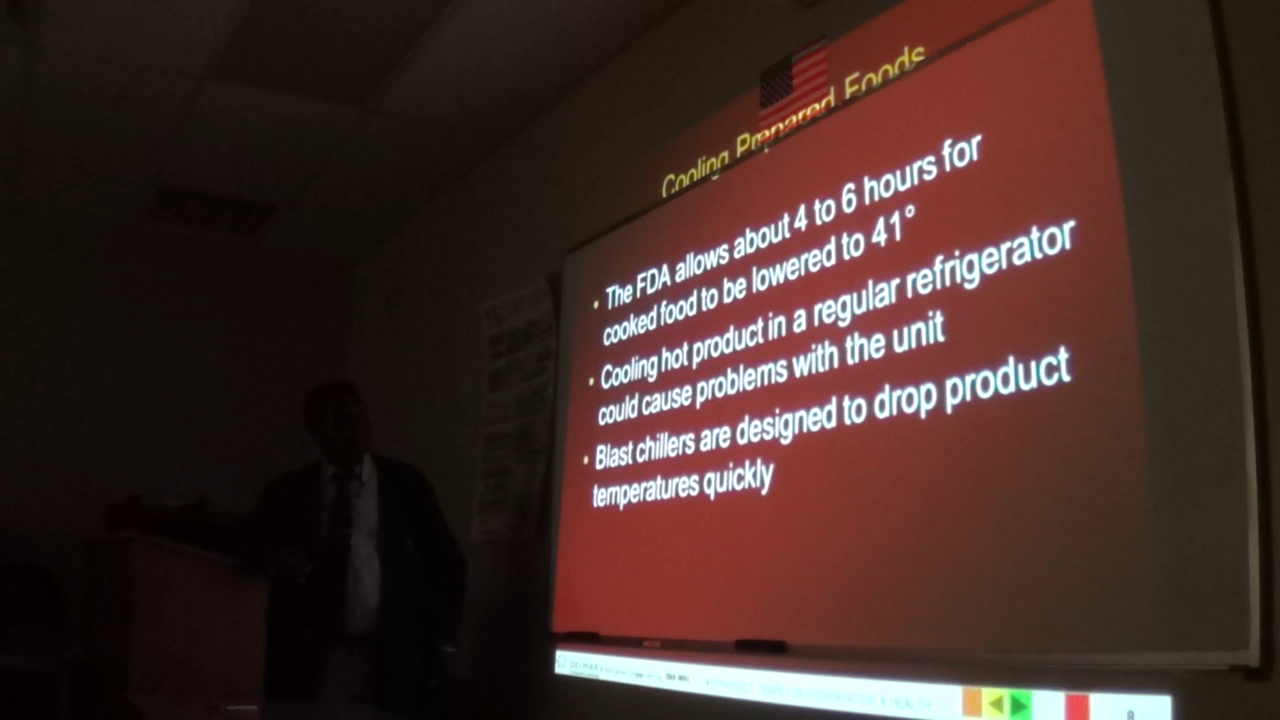 Cooling Prepared Foods
• The FDA allows about 4 to 6 hours for
cooked food to be lowered to 41°
• Cooling hot product in a regular refrigerator
could cause problems with the unit
• Blast chillers are designed to drop product
temperatures quickly
DELMAR